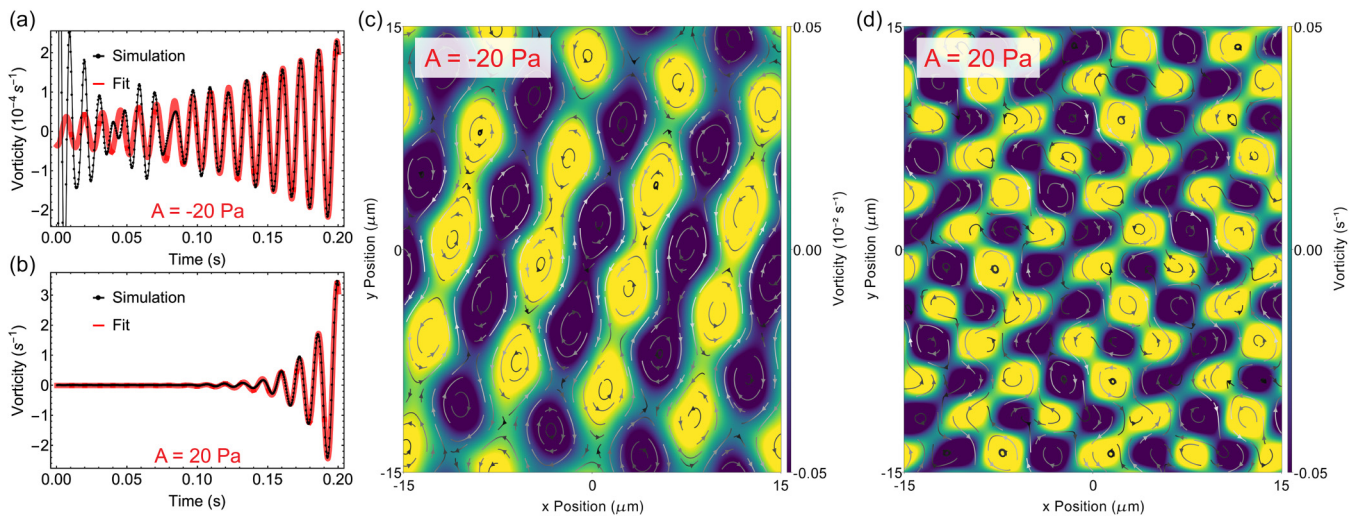 (a)
Vorticity (10⁻⁴ s⁻¹)
2
1
0
-1
-2
Simulation
Fit
A = -20 Pa
0.00 0.05 0.10 0.15 0.20
Time (s)
(b)
Vorticity (s⁻¹)
3
2
1
0
-1
-2
Simulation
Fit
A = 20 Pa
0.00 0.05 0.10 0.15 0.20
Time (s)
(c)
A = -20 Pa
y Position (μm)
15
0
-15
-15 0 15
x Position (μm)
0.05
0.00
-0.05
Vorticity (10⁻² s⁻¹)
(d)
A = 20 Pa
y Position (μm)
15
0
-15
-15 0 15
x Position (μm)
0.05
0.00
-0.05
Vorticity (s⁻¹)